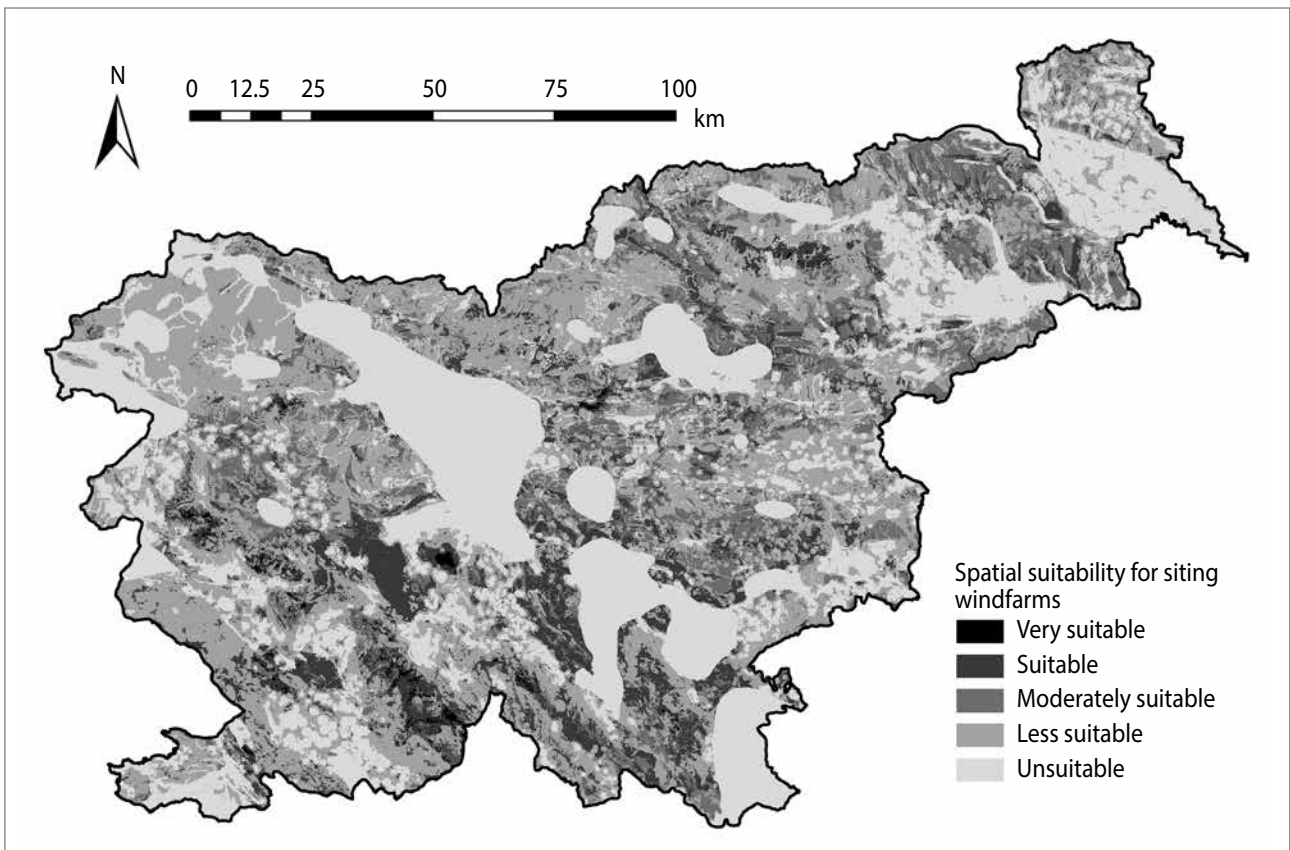 N
0 12.5 25 50 75 100
km
Spatial suitability for siting
windfarms
Very suitable
Suitable
Moderately suitable
Less suitable
Unsuitable